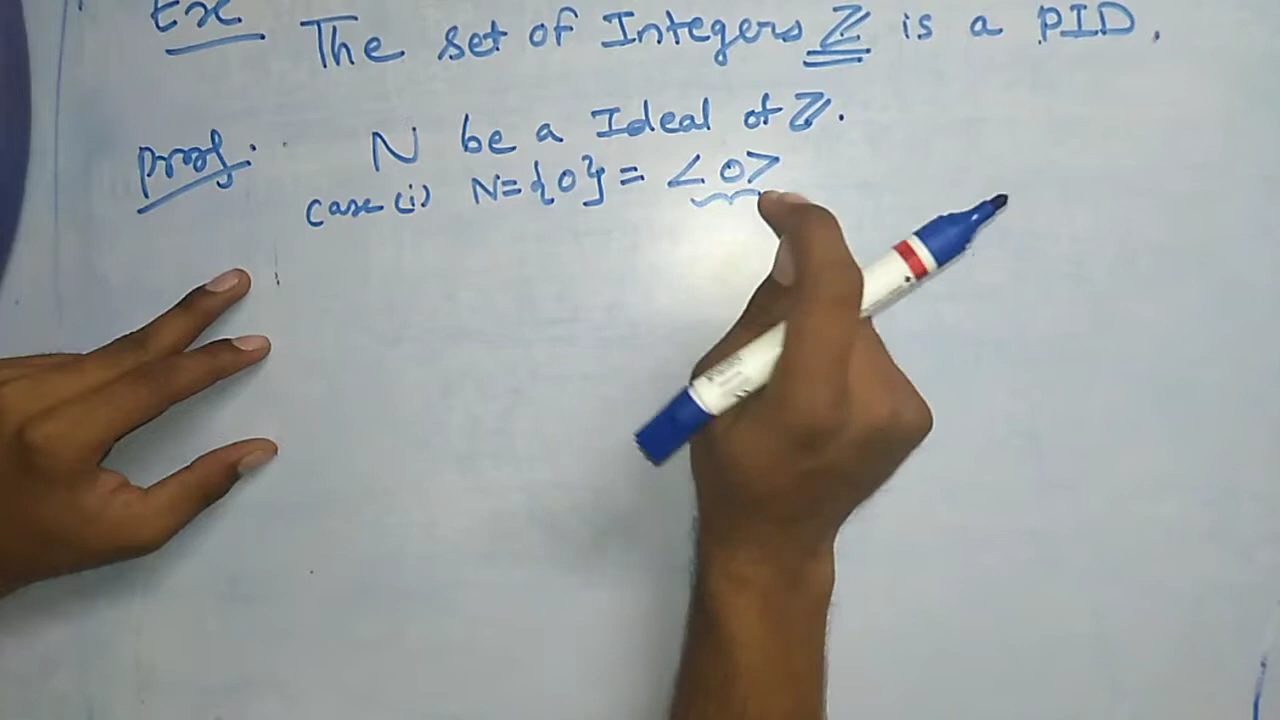 Ex The set of Integers ℤ is a PID.
Proof: N be a Ideal of ℤ.
case (i) N = {0} = <0>